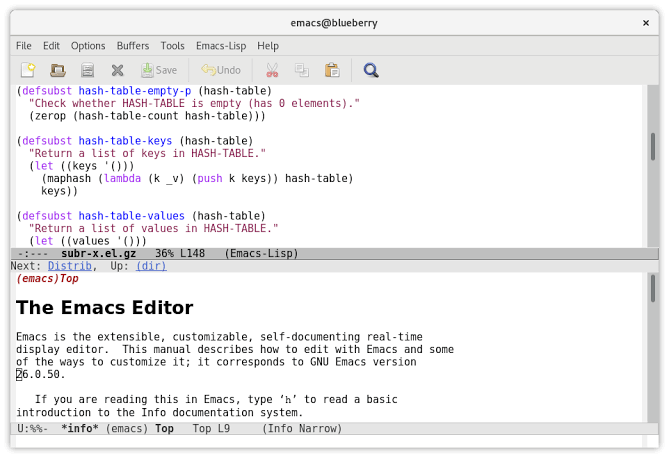 emacs@blueberry ×
File Edit Options Buffers Tools Emacs-Lisp Help
Save Undo
(defsubst hash-table-empty-p (hash-table)
  "Check whether HASH-TABLE is empty (has 0 elements)."
  (zerop (hash-table-count hash-table)))

(defsubst hash-table-keys (hash-table)
  "Return a list of keys in HASH-TABLE."
  (let ((keys '()))
    (maphash (lambda (k _v) (push k keys)) hash-table)
    keys))

(defsubst hash-table-values (hash-table)
  "Return a list of values in HASH-TABLE."
  (let ((values '()))
-:---  subr-x.el.gz   36% L148   (Emacs-Lisp)
Next: Distrib,  Up: (dir)
(emacs)Top
The Emacs Editor
Emacs is the extensible, customizable, self-documenting real-time
display editor.  This manual describes how to edit with Emacs and some
of the ways to customize it; it corresponds to GNU Emacs version
26.0.50.

   If you are reading this in Emacs, type ‘h’ to read a basic
introduction to the Info documentation system.
U:%%-  *info* (emacs) Top   Top L9     (Info Narrow)